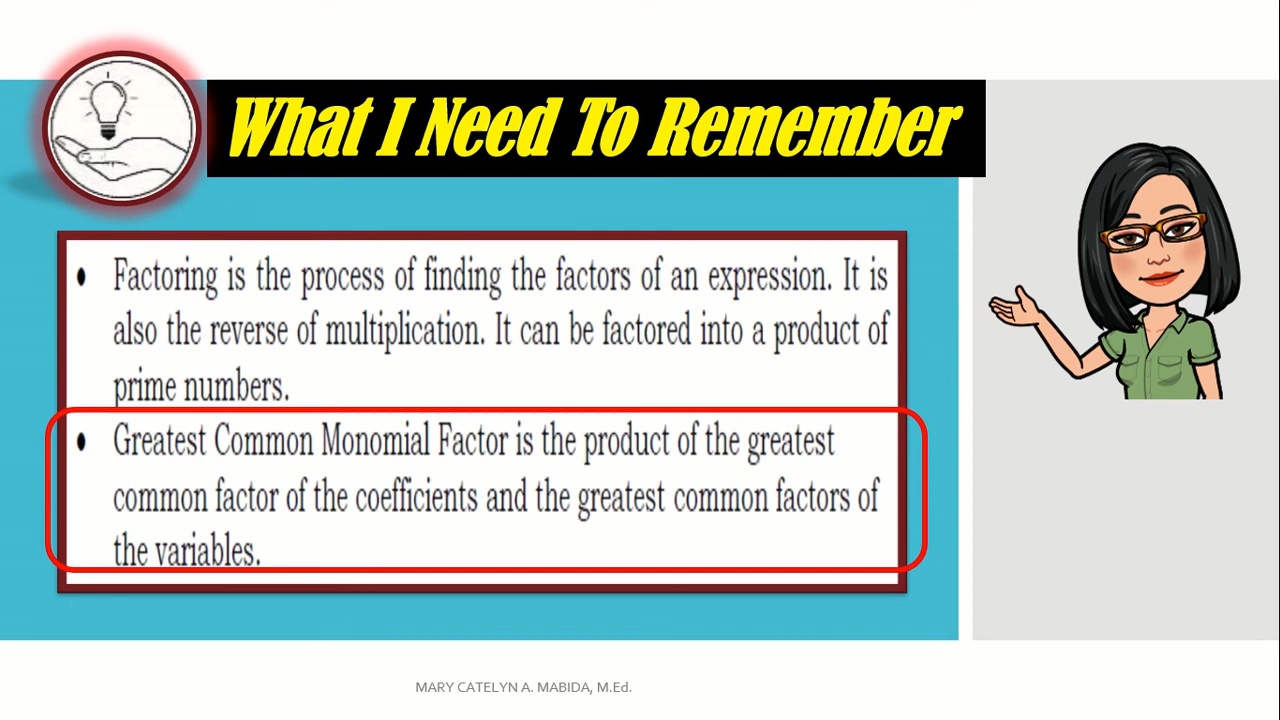 What I Need To Remember
• Factoring is the process of finding the factors of an expression. It is
also the reverse of multiplication. It can be factored into a product of
prime numbers.
• Greatest Common Monomial Factor is the product of the greatest
common factor of the coefficients and the greatest common factors of
the variables.
MARY CATELYN A. MABIDA, M.Ed.